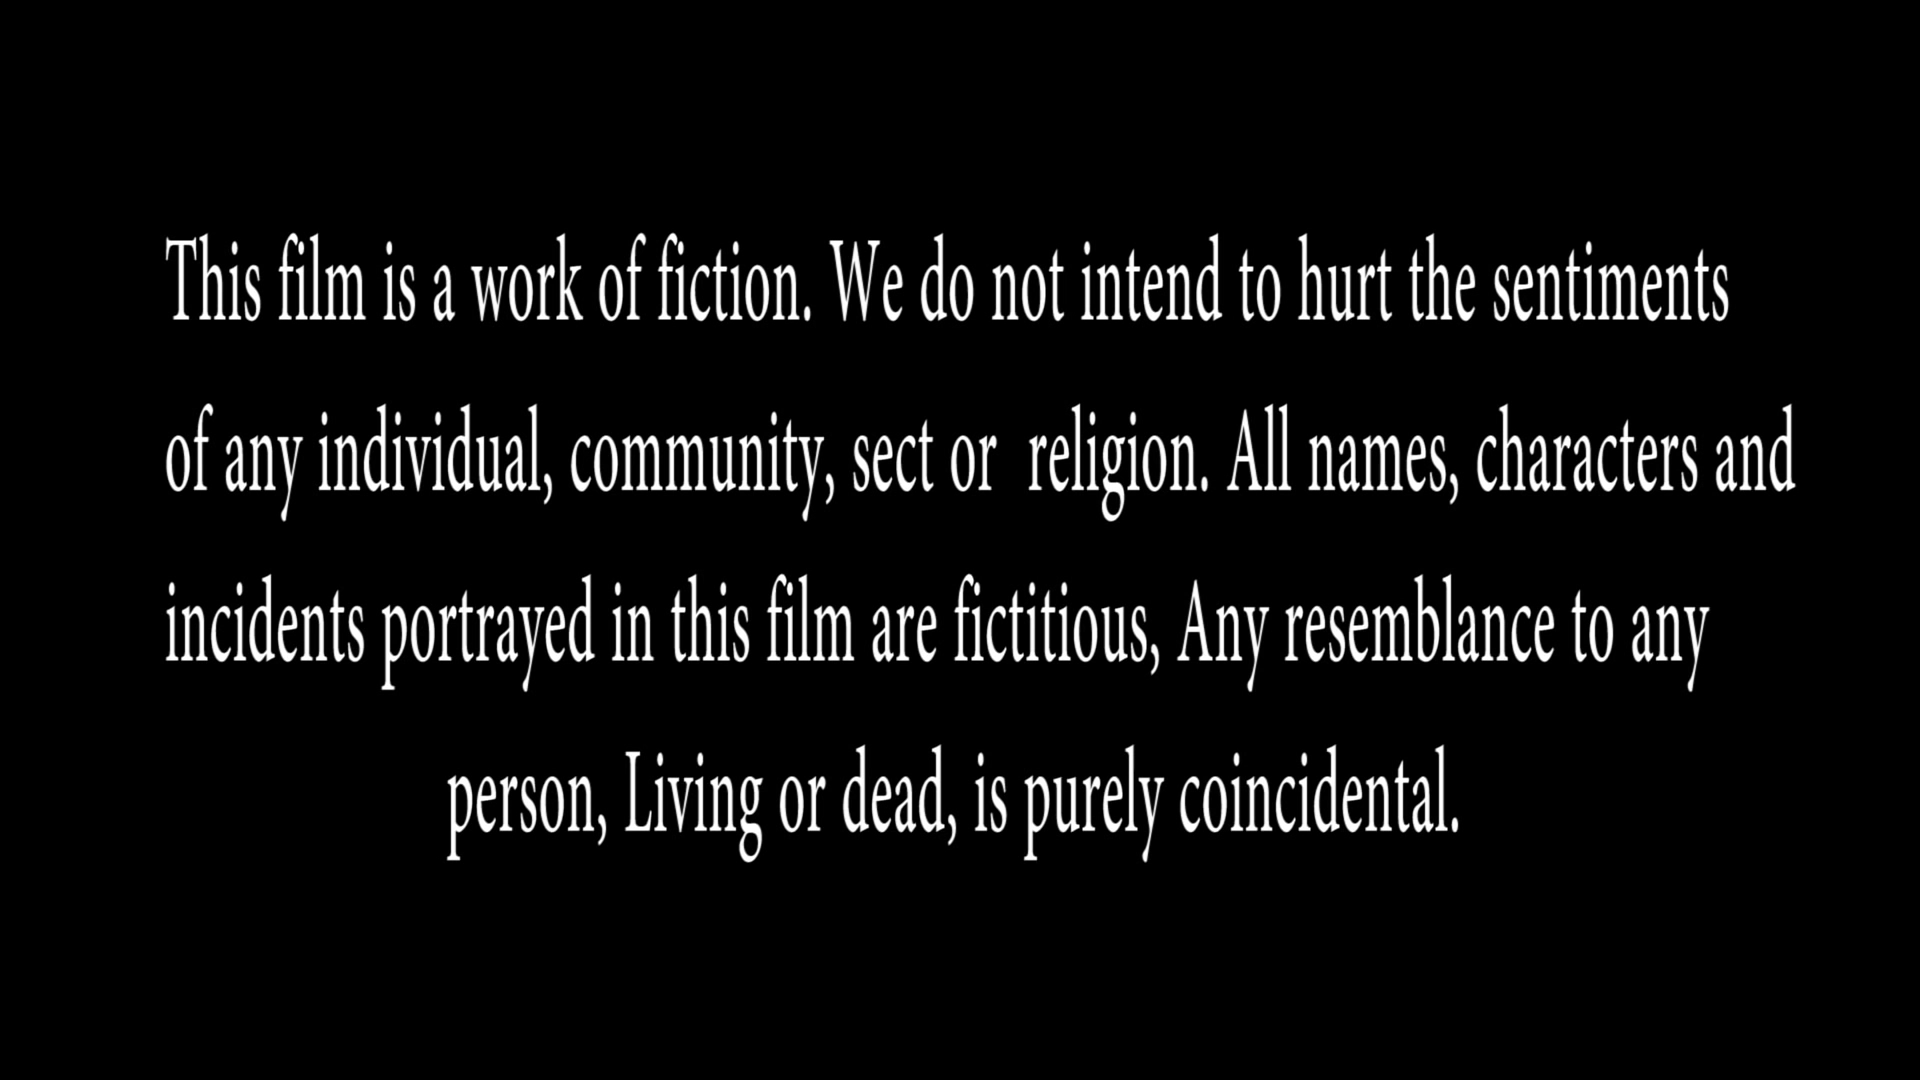 This film is a work of fiction. We do not intend to hurt the sentiments
of any individual, community, sect or  religion. All names, characters and
incidents portrayed in this film are fictitious, Any resemblance to any
person, Living or dead, is purely coincidental.